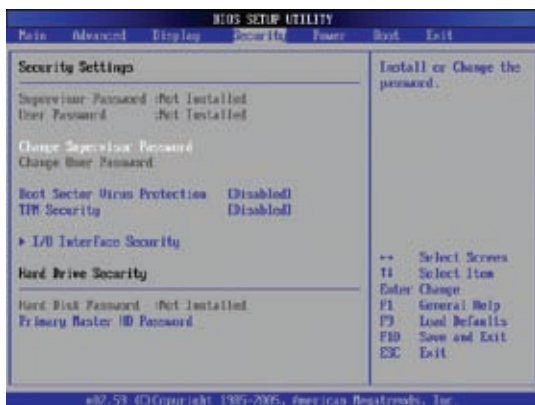 BIOS SETUP UTILITY
Main Advanced Display Security Power Boot Exit
Security Settings
Supervisor Password :Not Installed
User Password :Not Installed
Change Supervisor Password
Change User Password
Boot Sector Virus Protection [Disabled]
TPM Security [Disabled]
▶ I/O Interface Security
Hard Drive Security
Hard Disk Password :Not Installed
Primary Master HD Password
Install or Change the
password.
↔ Select Screen
↑↓ Select Item
Enter Change
F1 General Help
F9 Load Defaults
F10 Save and Exit
ESC Exit
v02.59 (C)Copyright 1985-2005, American Megatrends, Inc.